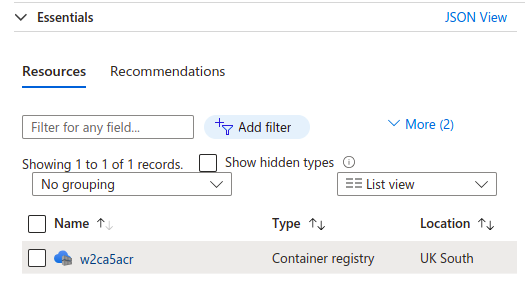 Essentials JSON View
Resources Recommendations
Filter for any field... Add filter More (2)
Showing 1 to 1 of 1 records. Show hidden types
No grouping List view
Name Type Location
w2ca5acr Container registry UK South